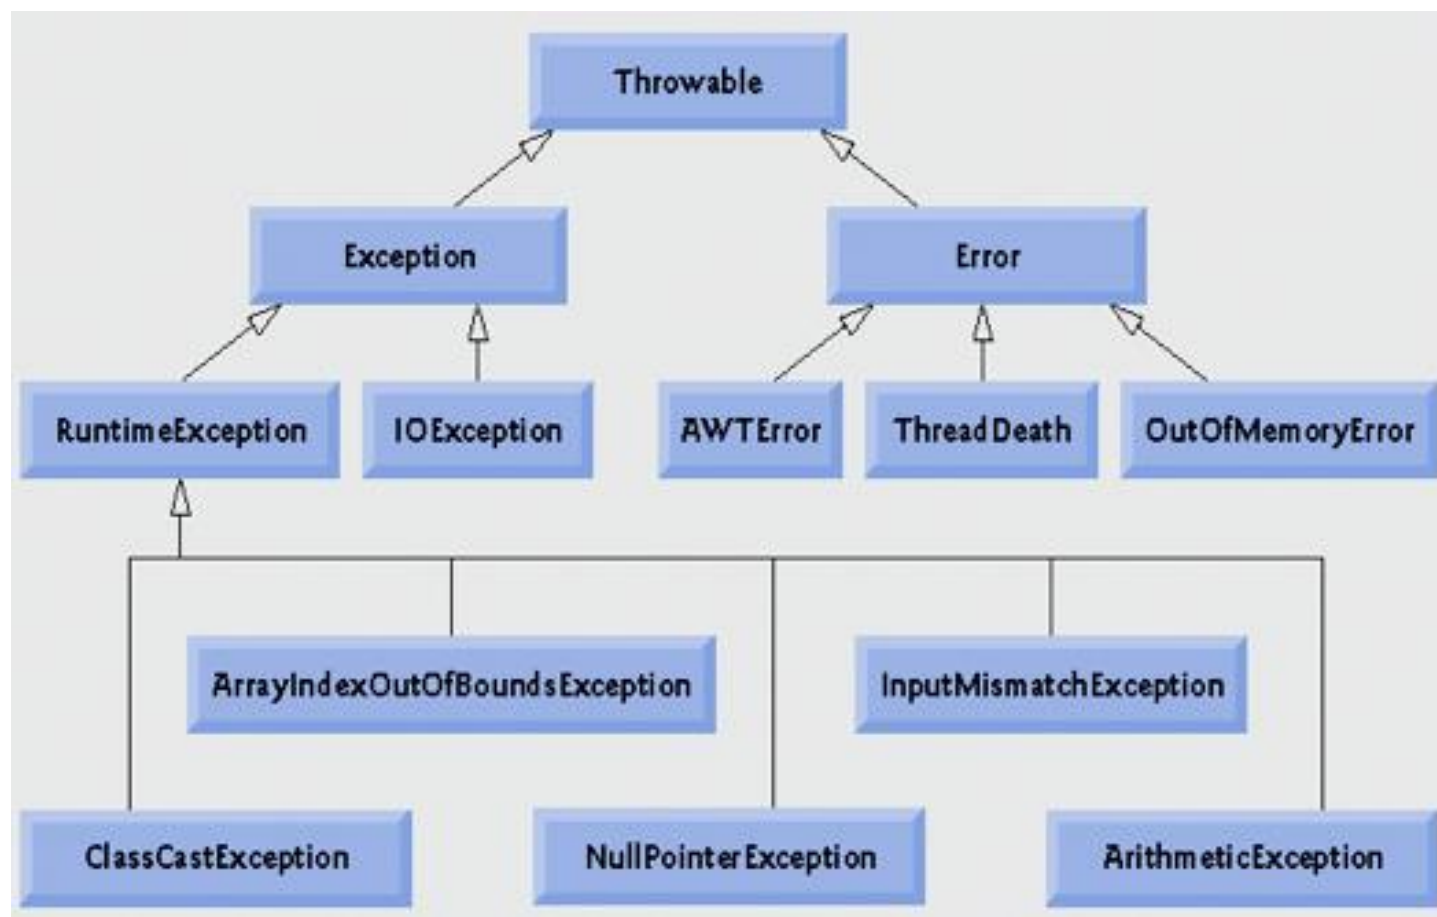 Throwable
Exception
Error
RuntimeException
IOException
AWTError
ThreadDeath
OutOfMemoryError
ArrayIndexOutOfBoundsException
InputMismatchException
ClassCastException
NullPointerException
ArithmeticException